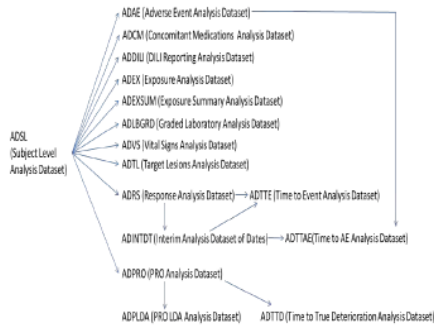 ADAE (Adverse Event Analysis Dataset)
ADCM (Concomitant Medications Analysis Dataset)
ADDILI (DILI Reporting Analysis Dataset)
ADEX (Exposure Analysis Dataset)
ADEXSUM (Exposure Summary Analysis Dataset)
ADLBGRD (Graded Laboratory Analysis Dataset)
ADSL
(Subject Level
Analysis Dataset)
ADVS (Vital Signs Analysis Dataset)
ADTL (Target Lesions Analysis Dataset)
ADRS (Response Analysis Dataset) ADTTE (Time to Event Analysis Dataset)
ADINTDT (Interim Analysis Dataset of Dates) ADTTAE(Time to AE Analysis Dataset)
ADPRO (PRO Analysis Dataset)
ADPLDA (PRO LDA Analysis Dataset) ADTTD (Time to True Deterioration Analysis Dataset)